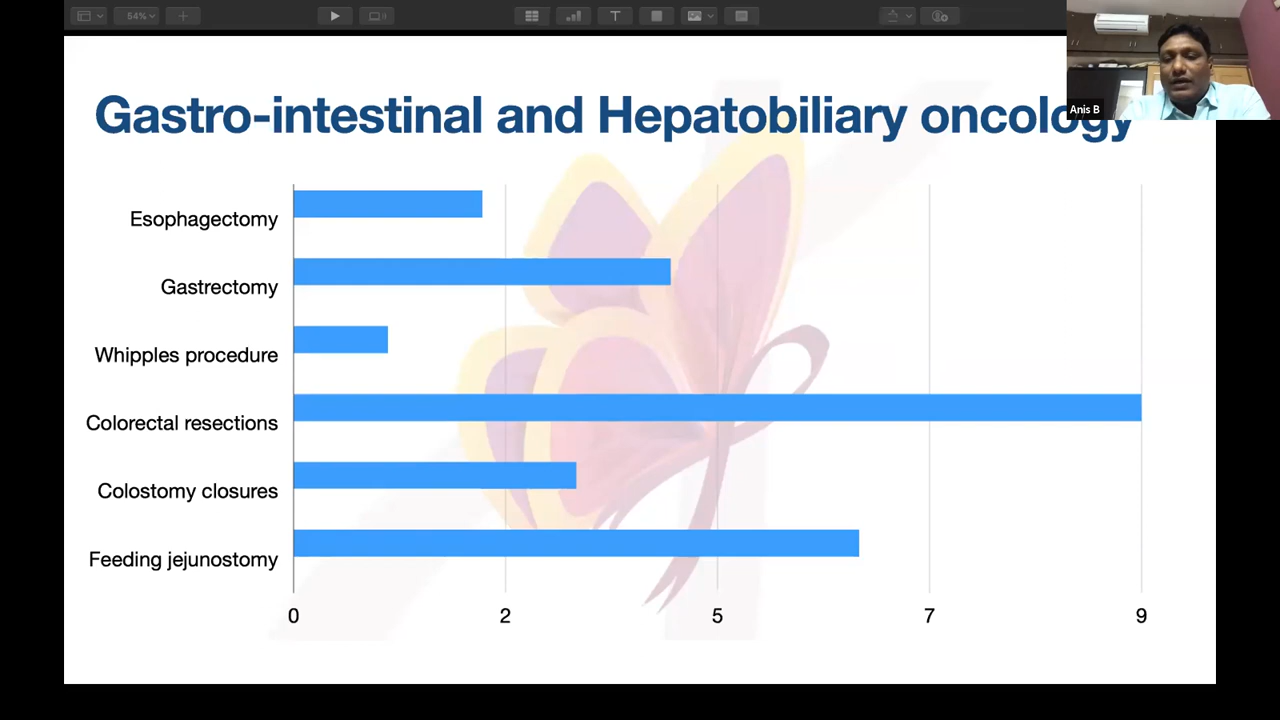 54%
Gastro-intestinal and Hepatobiliary oncology
Anis B
Esophagectomy
Gastrectomy
Whipples procedure
Colorectal resections
Colostomy closures
Feeding jejunostomy
0 2 5 7 9